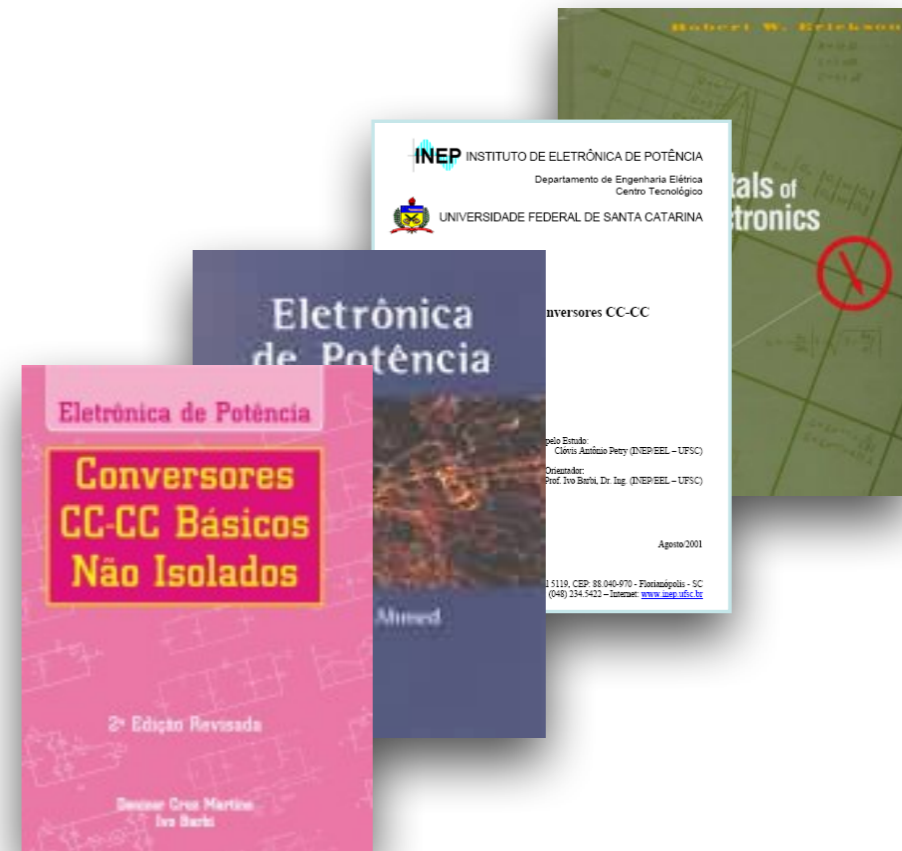 Robert W. Erickson
tals of
tronics
INEP INSTITUTO DE ELETRÔNICA DE POTÊNCIA
Departamento de Engenharia Elétrica
Centro Tecnológico
UNIVERSIDADE FEDERAL DE SANTA CATARINA
nversores CC-CC
pelo Estudo:
Clóvis Antônio Petry (INEP/EEL – UFSC)
Orientador:
Prof. Ivo Barbi, Dr. Ing. (INEP/EEL – UFSC)
Agosto/2001
l 5119, CEP: 88.040-970 - Florianópolis - SC
(048) 234.5422 – Internet: www.inep.ufsc.br
Eletrônica
de Potência
Ahmed
Eletrônica de Potência
Conversores
CC-CC Básicos
Não Isolados
2ª Edição Revisada
Denizar Cruz Martins
Ivo Barbi